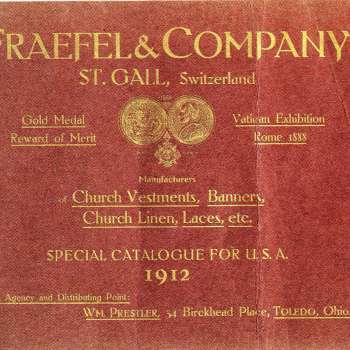 FRAEFEL & COMPANY
ST. GALL, Switzerland
Gold Medal
Reward of Merit
Vatican Exhibition
Rome 1888
Manufacturers
of Church Vestments, Banners,
Church Linen, Laces, etc.
SPECIAL CATALOGUE FOR U.S.A.
1912
Agency and Distributing Point:
WM. PRESTLER, 54 Birckhead Place, TOLEDO, Ohio